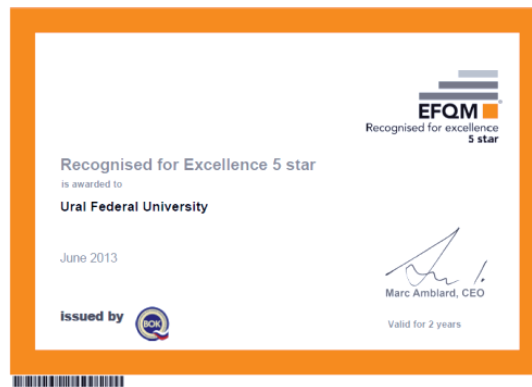 EFQM
Recognised for excellence
5 star
Recognised for Excellence 5 star
is awarded to
Ural Federal University
June 2013
Marc Amblard, CEO
issued by
ВОК
Valid for 2 years